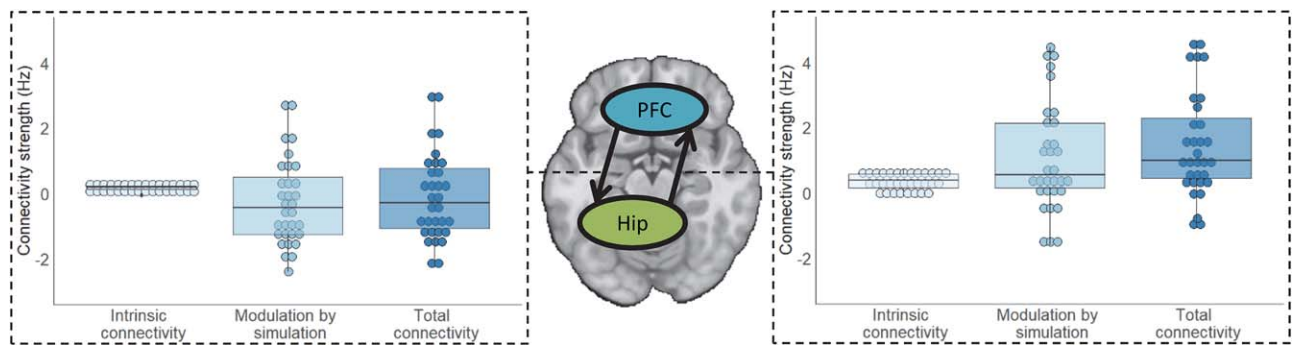 Connectivity strength (Hz)
4
2
0
-2
Intrinsic
connectivity
Modulation by
simulation
Total
connectivity
PFC
Hip
Connectivity strength (Hz)
4
2
0
-2
Intrinsic
connectivity
Modulation by
simulation
Total
connectivity